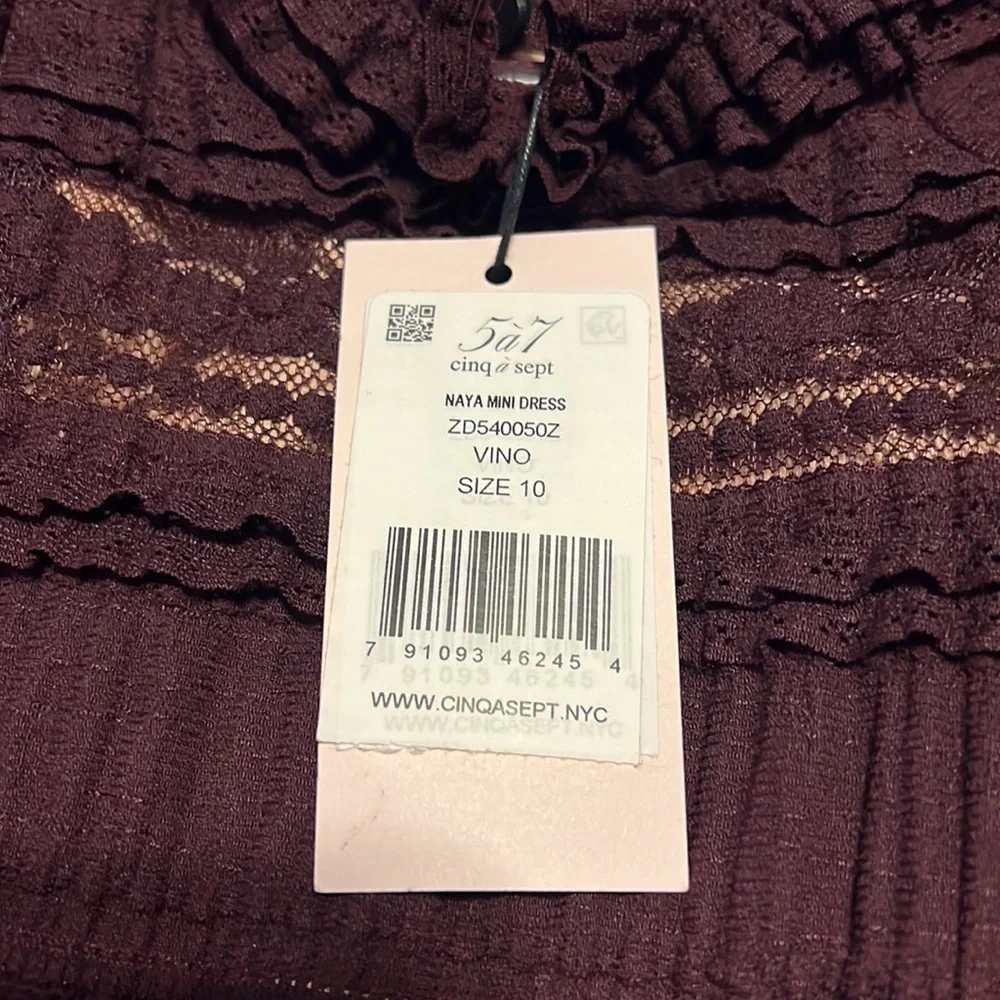 5à7
cinq à sept
NAYA MINI DRESS
ZD540050Z
VINO
SIZE 10
7 91093 46245 4
WWW.CINQASEPT.NYC